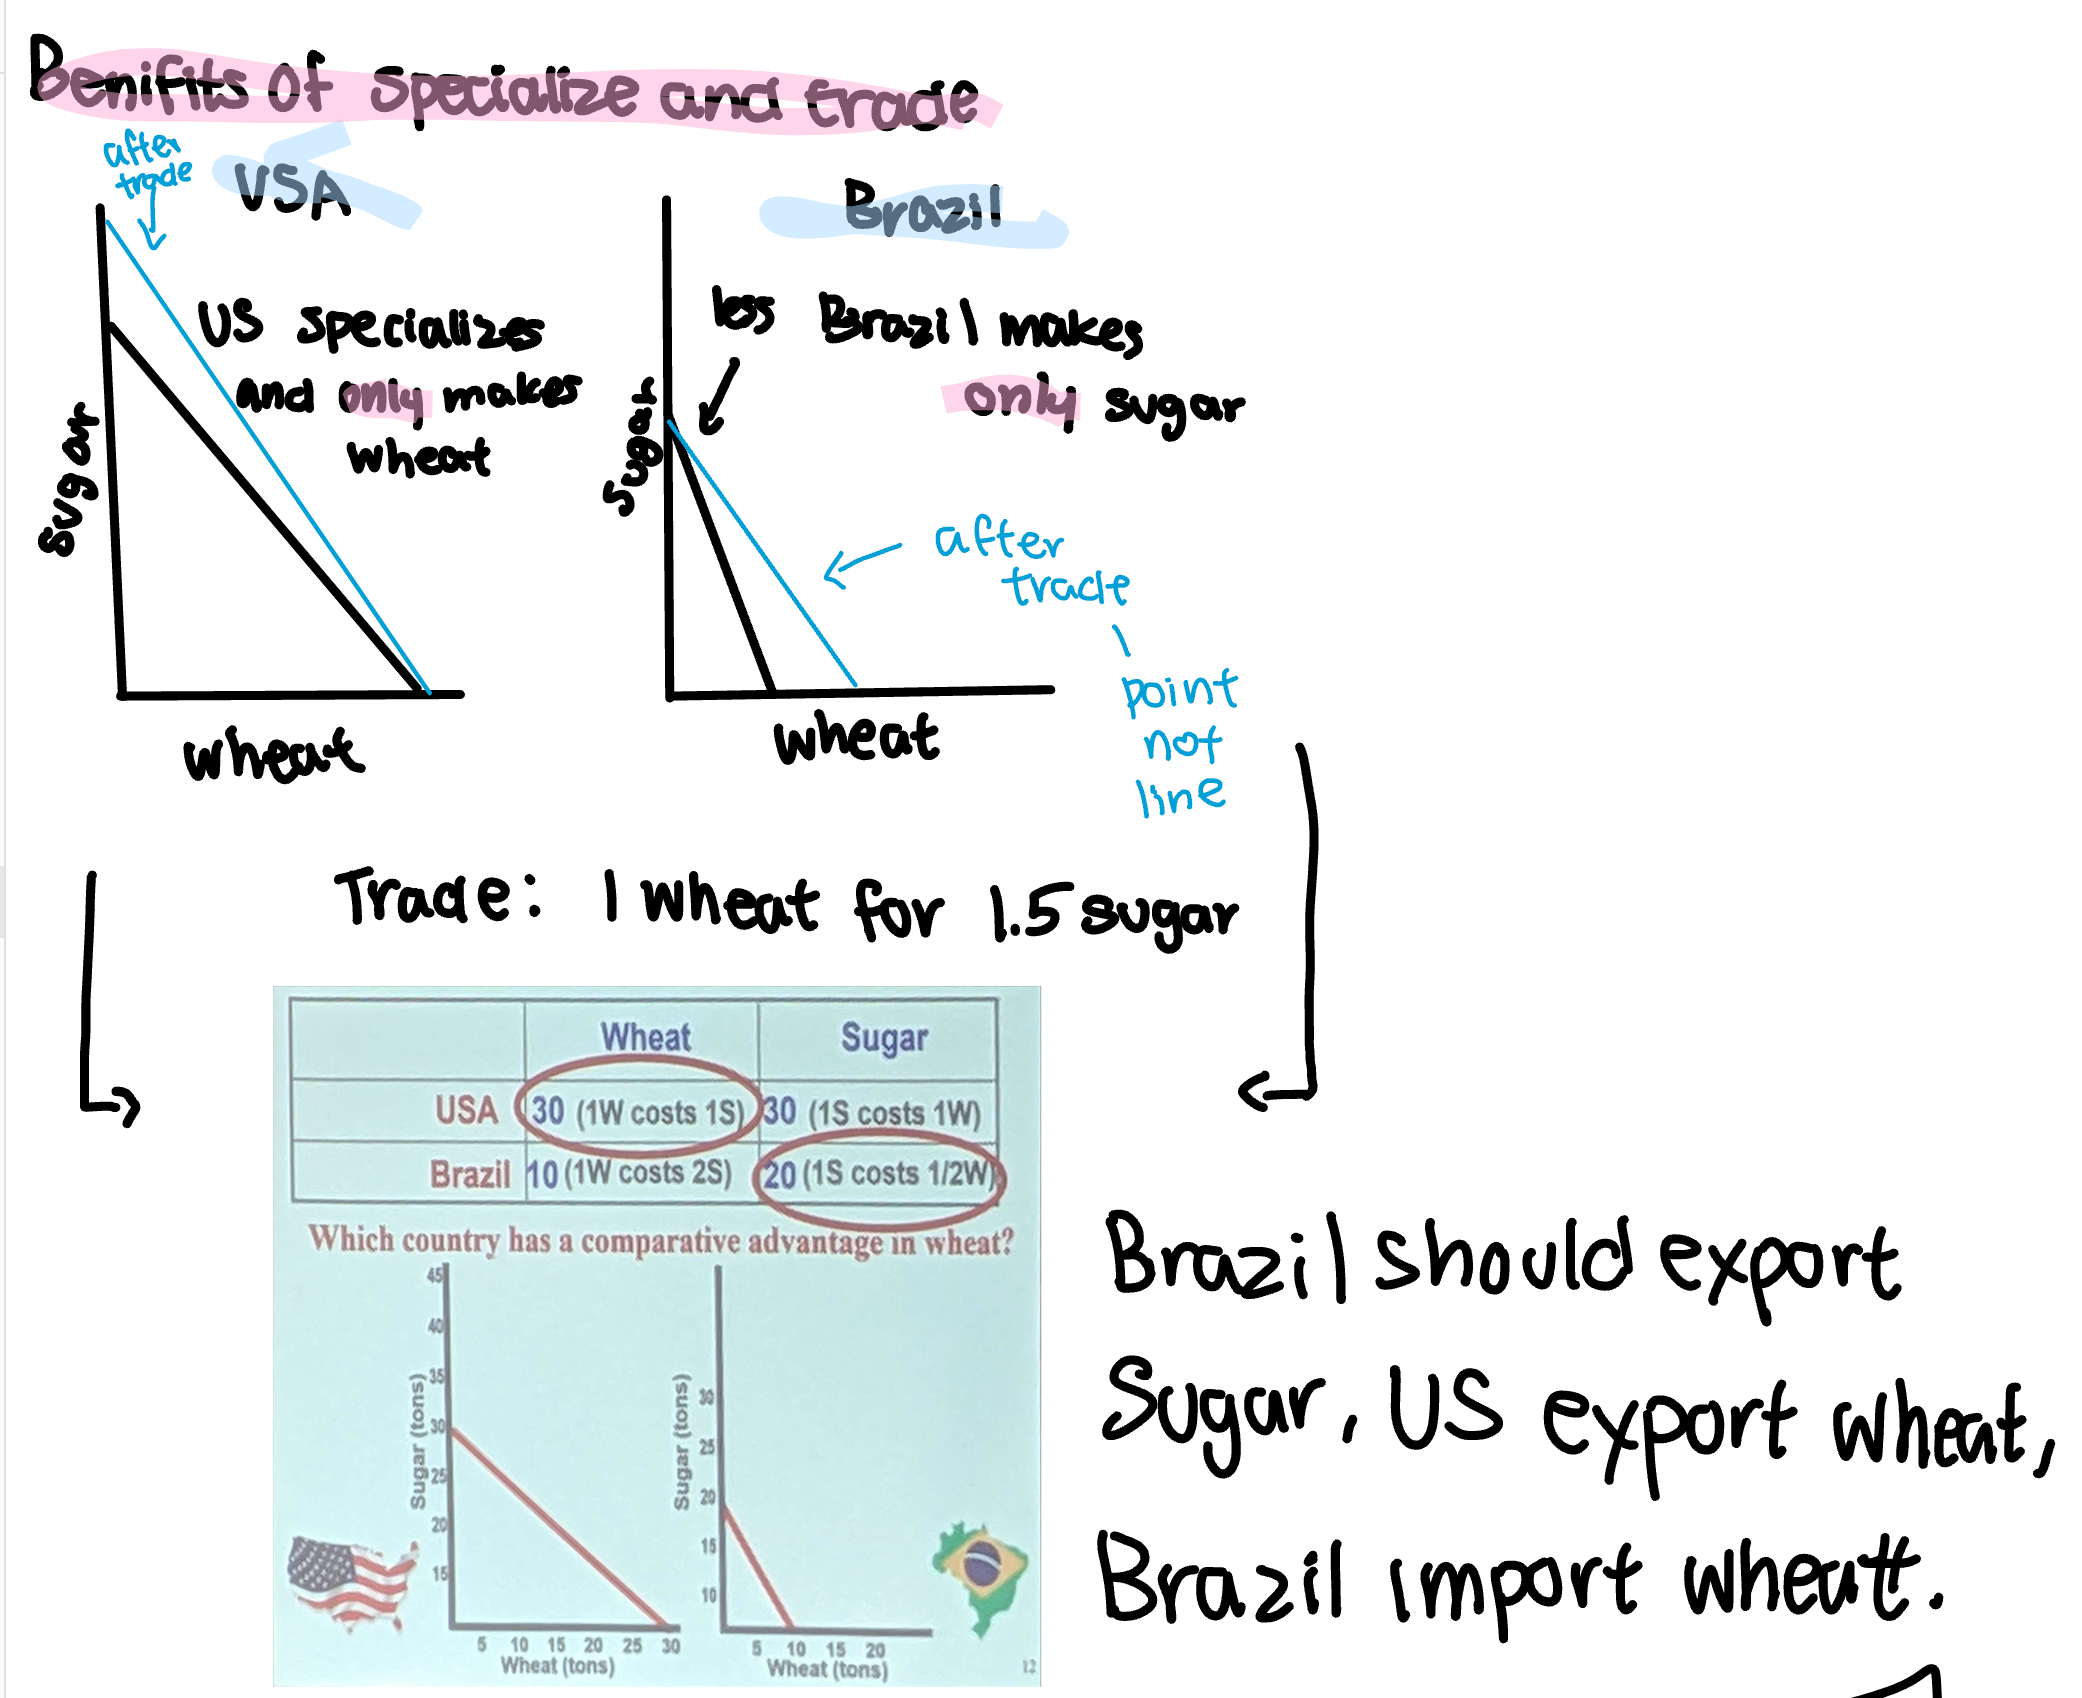 Benifits of specialize and trade
after
trade
USA
Brazil
US specializes
and only makes
wheat
Sugar
wheat
less
Brazil makes
only sugar
Sugar
after
trade
point
not
line
wheat
Trade: 1 wheat for 1.5 sugar
Wheat Sugar
USA 30 (1W costs 1S) 30 (1S costs 1W)
Brazil 10 (1W costs 2S) 20 (1S costs 1/2W)
Which country has a comparative advantage in wheat?
45
40
35
30
25
20
15
Sugar (tons)
5 10 15 20 25 30
Wheat (tons)
30
25
20
15
10
Sugar (tons)
5 10 15 20
Wheat (tons)
12
Brazil should export
Sugar, US export wheat,
Brazil import wheatt.